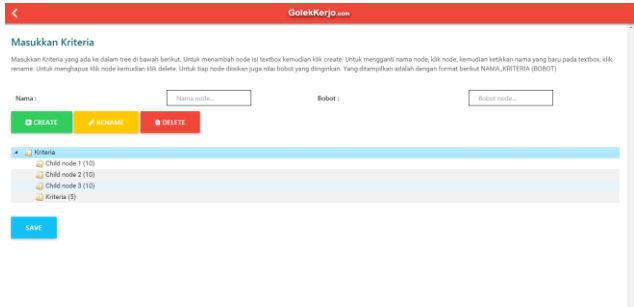 GolekKerjo.com
Masukkan Kriteria
Masukkan Kriteria yang ada ke dalam tree di bawah berikut. Untuk menambah node isi textbox kemudian klik create. Untuk mengganti nama node, klik node, kemudian ketikkan nama yang baru pada textbox, klik
rename. Untuk menghapus klik node kemudian klik delete. Untuk tiap node diisikan juga nilai bobot yang diinginkan. Yang ditampilkan adalah dengan format berikut NAMA_KRITERIA (BOBOT)
Nama : Nama node... Bobot : Bobot node...
CREATE RENAME DELETE
Kriteria
Child node 1 (10)
Child node 2 (10)
Child node 3 (10)
Kriteria (5)
SAVE